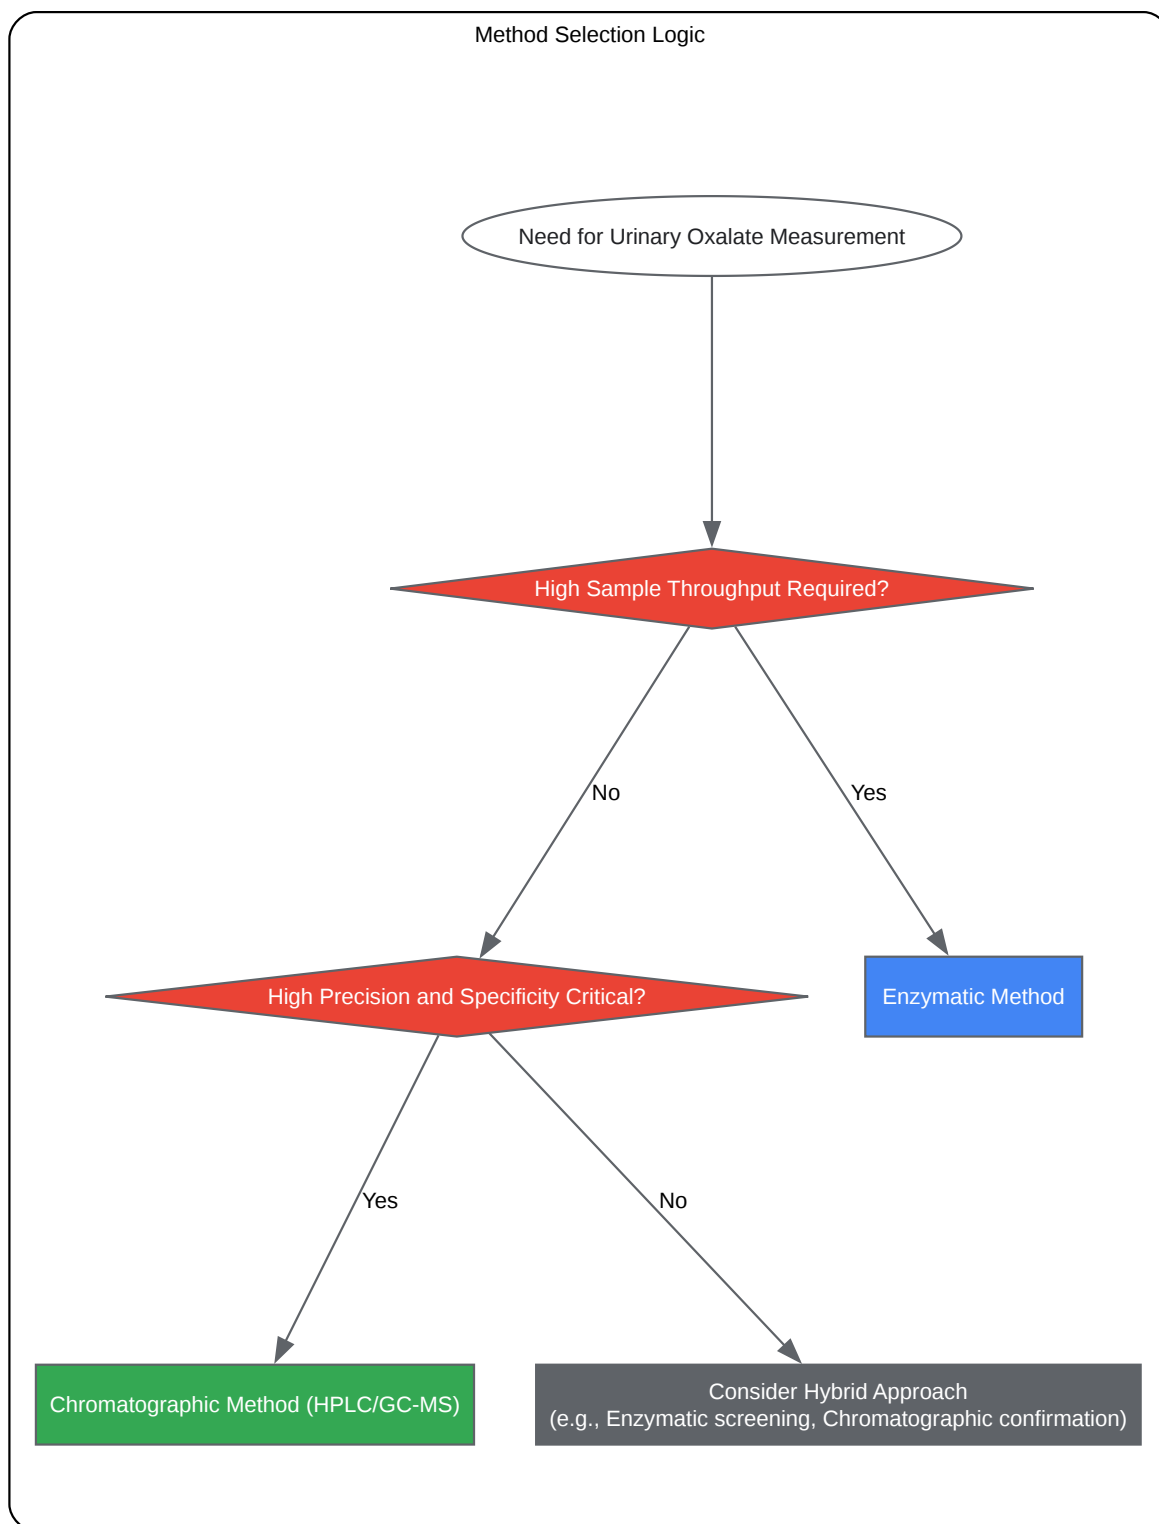 Method Selection Logic
Need for Urinary Oxalate Measurement
High Sample Throughput Required?
No
Yes
High Precision and Specificity Critical?
Enzymatic Method
Yes
No
Chromatographic Method (HPLC/GC-MS)
Consider Hybrid Approach
(e.g., Enzymatic screening, Chromatographic confirmation)